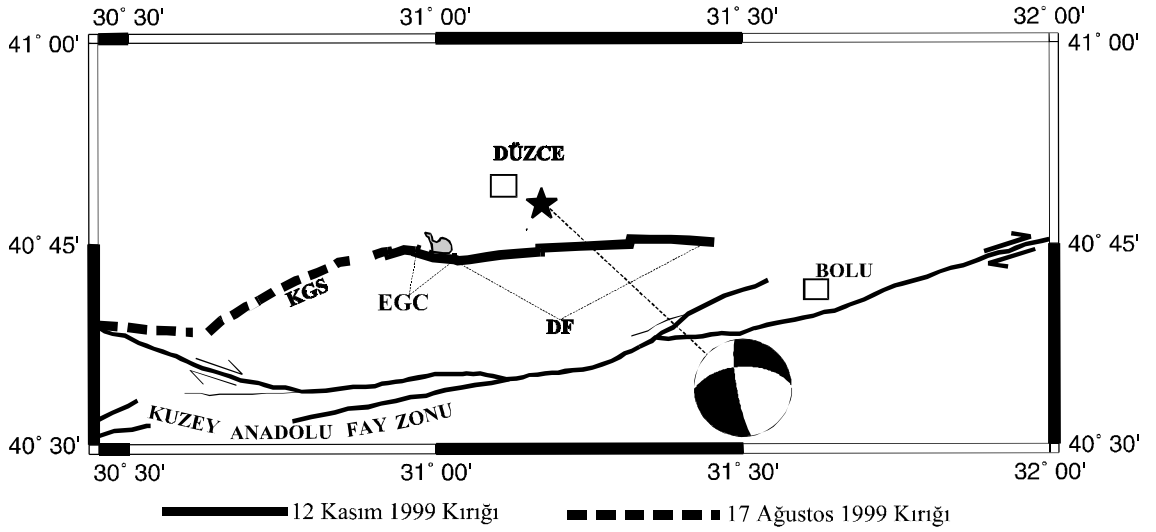 30° 30' 31° 00' 31° 30' 32° 00'
41° 00' 41° 00'
DÜZCE
40° 45' 40° 45'
BOLU
KGS
EGC
DF
KUZEY ANADOLU FAY ZONU
40° 30' 40° 30'
30° 30' 31° 00' 31° 30' 32° 00'
12 Kasım 1999 Kırığı 17 Ağustos 1999 Kırığı